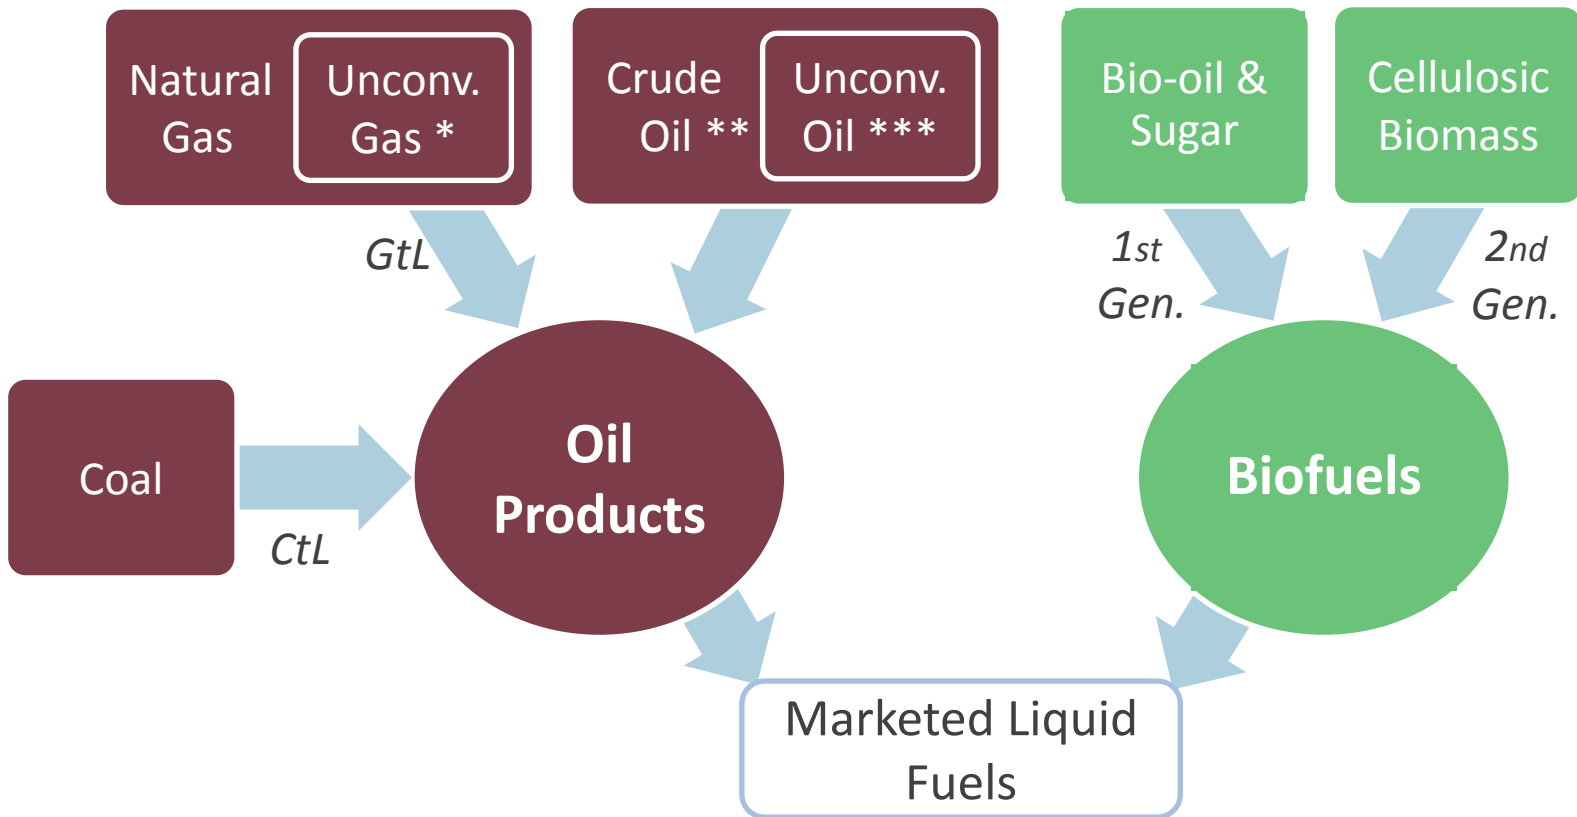 Natural
Gas
Unconv.
Gas *
Crude
Oil **
Unconv.
Oil ***
Bio-oil &
Sugar
Cellulosic
Biomass
GtL
1st
Gen.
2nd
Gen.
Coal
CtL
Oil
Products
Biofuels
Marketed Liquid
Fuels